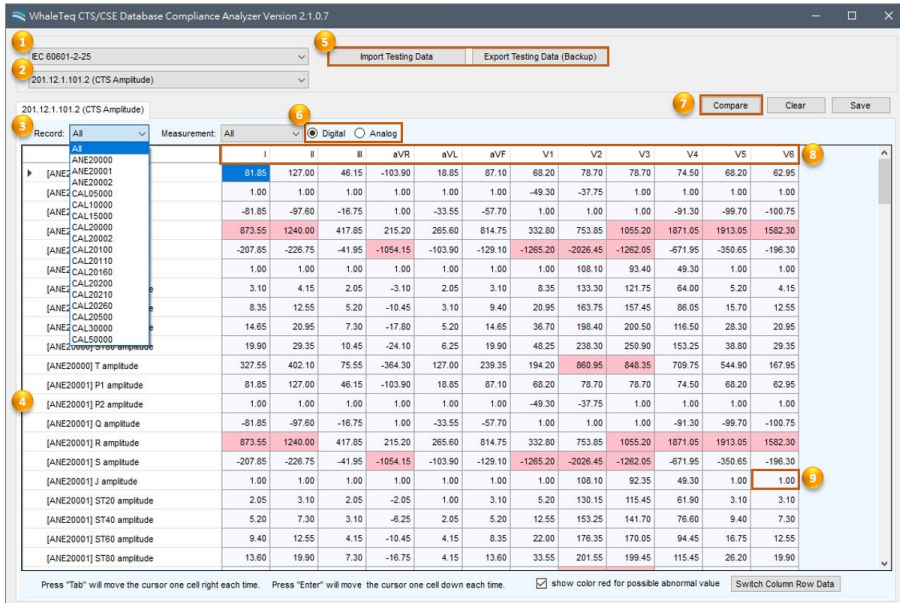 WhaleTeq CTS/CSE Database Compliance Analyzer Version 2.1.0.7
1
5
IEC 60601-2-25
Import Testing Data Export Testing Data (Backup)
2
201.12.1.101.2 (CTS Amplitude)
7 Compare Clear Save
201.12.1.101.2 (CTS Amplitude)
6
3 Record: All Measurement: All Digital Analog
All
ANE20000
ANE20001
ANE20002
CAL05000
CAL10000
CAL15000
CAL20000
CAL20002
CAL20100
CAL20110
CAL20160
CAL20200
CAL20210
CAL20260
CAL20500
CAL30000
CAL50000
I II III aVR aVL aVF V1 V2 V3 V4 V5 V6 8
[ANE 81.85 127.00 46.15 -103.90 18.85 87.10 68.20 78.70 78.70 74.50 68.20 62.95
[ANE2 1.00 1.00 1.00 1.00 1.00 1.00 -49.30 -37.75 1.00 1.00 1.00 1.00
[ANE -81.85 -97.60 -16.75 1.00 -33.55 -57.70 1.00 1.00 1.00 -91.30 -99.70 -100.75
[ANE2 873.55 1240.00 417.85 215.20 265.60 814.75 332.80 753.85 1055.20 1871.05 1913.05 1582.30
[ANE -207.85 -226.75 -41.95 -1054.15 -103.90 -129.10 -1265.20 -2026.45 -1262.05 -671.95 -350.65 -196.30
[ANE2 1.00 1.00 1.00 1.00 1.00 1.00 1.00 108.10 93.40 49.30 1.00 1.00
[ANE2 3.10 4.15 2.05 -3.10 2.05 3.10 8.35 133.30 121.75 64.00 5.20 4.15
[ANE2 8.35 12.55 5.20 -10.45 3.10 9.40 20.95 163.75 157.45 86.05 15.70 12.55
[ANE2 14.65 20.95 7.30 -17.80 5.20 14.65 36.70 198.40 200.50 116.50 28.30 20.95
[ANE20000] ST80 amplitude 19.90 29.35 10.45 -24.10 6.25 19.90 48.25 238.30 250.90 153.25 38.80 29.35
[ANE20000] T amplitude 327.55 402.10 75.55 -364.30 127.00 239.35 194.20 860.95 848.35 709.75 544.90 167.95
[ANE20001] P1 amplitude 81.85 127.00 46.15 -103.90 18.85 87.10 68.20 78.70 78.70 74.50 68.20 62.95
4 [ANE20001] P2 amplitude 1.00 1.00 1.00 1.00 1.00 1.00 -49.30 -37.75 1.00 1.00 1.00 1.00
[ANE20001] Q amplitude -81.85 -97.60 -16.75 1.00 -33.55 -57.70 1.00 1.00 1.00 -91.30 -99.70 -100.75
[ANE20001] R amplitude 873.55 1240.00 417.85 215.20 265.60 814.75 332.80 753.85 1055.20 1871.05 1913.05 1582.30
[ANE20001] S amplitude -207.85 -226.75 -41.95 -1054.15 -103.90 -129.10 -1265.20 -2026.45 -1262.05 -671.95 -350.65 -196.30
[ANE20001] J amplitude 1.00 1.00 1.00 1.00 1.00 1.00 1.00 108.10 92.35 49.30 1.00 1.00 9
[ANE20001] ST20 amplitude 2.05 3.10 2.05 -2.05 1.00 3.10 5.20 130.15 115.45 61.90 3.10 3.10
[ANE20001] ST40 amplitude 5.20 7.30 3.10 -6.25 2.05 5.20 12.55 153.25 141.70 76.60 9.40 7.30
[ANE20001] ST60 amplitude 9.40 12.55 4.15 -10.45 4.15 8.35 22.00 176.35 170.05 94.45 16.75 12.55
[ANE20001] ST80 amplitude 13.60 19.90 7.30 -16.75 4.15 13.60 33.55 201.55 199.45 115.45 26.20 19.90
Press "Tab" will move the cursor one cell right each time. Press "Enter" will move the cursor one cell down each time. show color red for possible abnormal value Switch Column Row Data